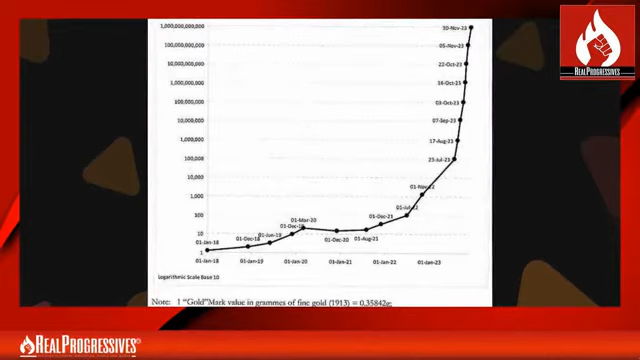 1,000,000,000,000
100,000,000,000
10,000,000,000
1,000,000,000
100,000,000
10,000,000
1,000,000
100,000
10,000
1,000
100
10
1
30-Nov-23
05-Nov-23
22-Oct-23
16-Oct-23
03-Oct-23
07-Sep-23
17-Aug-23
25-Jul-23
01-Nov-22
01-Jul-22
01-Dec-23
01-Aug-21
01-Dec-20
01-Mar-20
01-Dec-19
01-Jun-19
01-Dec-18
01-Jan-18
01-Jan-18
01-Jan-19
01-Jan-20
01-Jan-21
01-Jan-22
01-Jan-23
Logarithmic Scale Base 10
Note: 1 “Gold”Mark value in grammes of fine gold (1913) = 0,35842g;
REALPROGRESSIVES
REALPROGRESSIVES